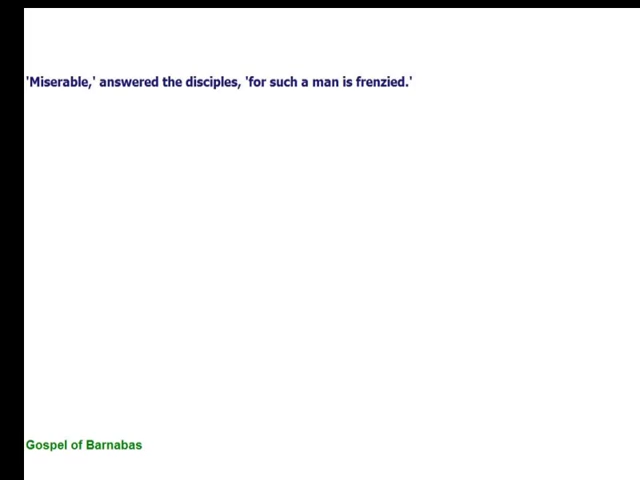 'Miserable,' answered the disciples, 'for such a man is frenzied.'
Gospel of Barnabas